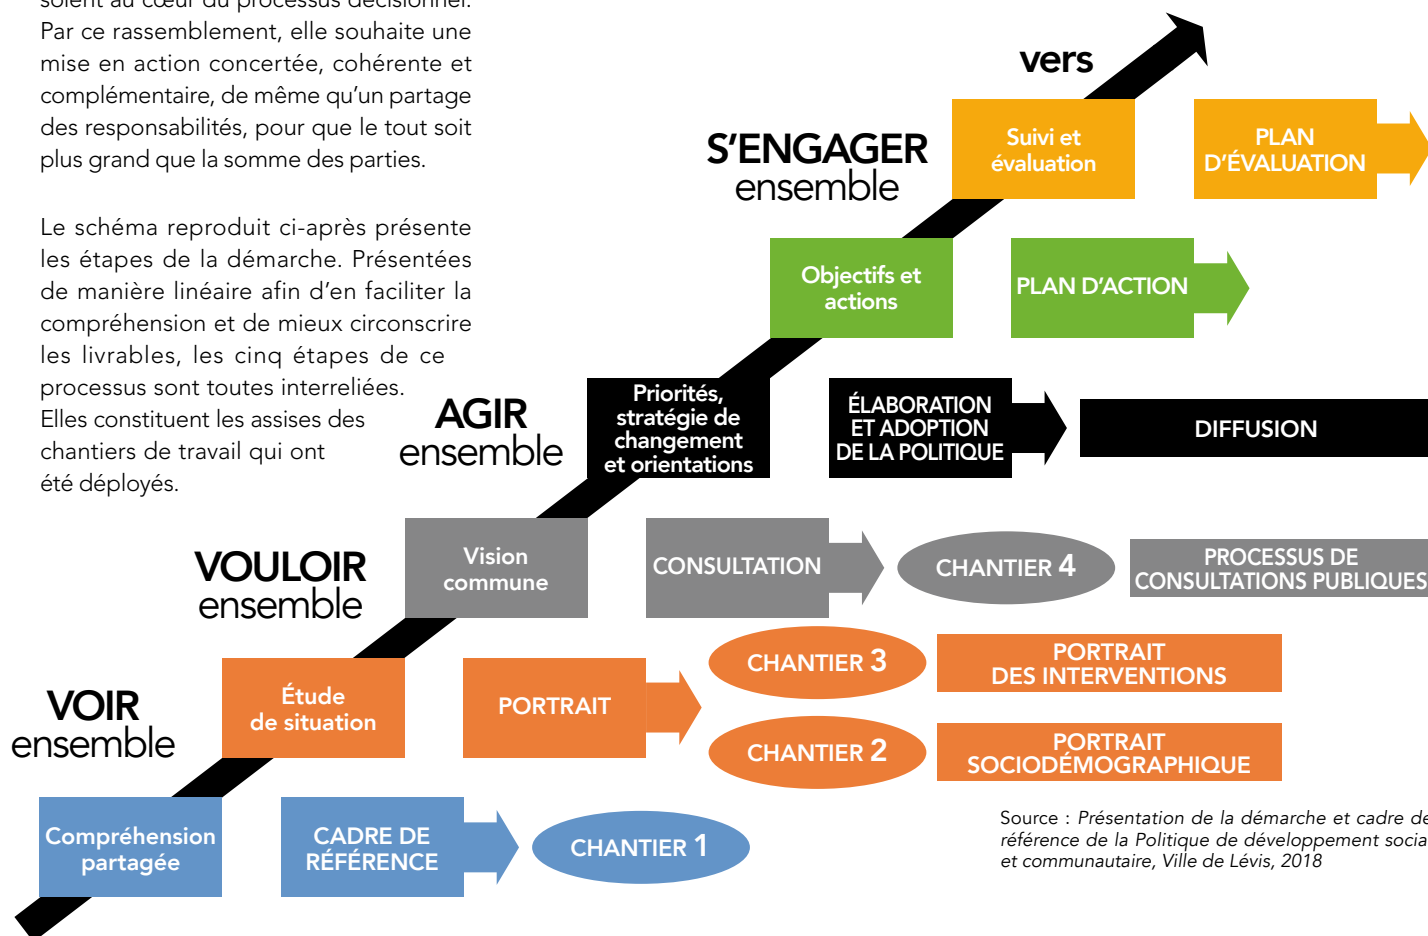 soient au cœur du processus décisionnel.
Par ce rassemblement, elle souhaite une
mise en action concertée, cohérente et
complémentaire, de même qu'un partage
des responsabilités, pour que le tout soit
plus grand que la somme des parties.
Le schéma reproduit ci-après présente
les étapes de la démarche. Présentées
de manière linéaire afin d'en faciliter la
compréhension et de mieux circonscrire
les livrables, les cinq étapes de ce
processus sont toutes interreliées.
Elles constituent les assises des
chantiers de travail qui ont
été déployés.
vers
S'ENGAGER
ensemble
Suivi et
évaluation
PLAN
D'ÉVALUATION
Objectifs et
actions
PLAN D'ACTION
AGIR
ensemble
Priorités,
stratégie de
changement
et orientations
ÉLABORATION
ET ADOPTION
DE LA POLITIQUE
DIFFUSION
VOULOIR
ensemble
Vision
commune
CONSULTATION
CHANTIER 4
PROCESSUS DE
CONSULTATIONS PUBLIQUES
VOIR
ensemble
Étude
de situation
PORTRAIT
CHANTIER 3
PORTRAIT
DES INTERVENTIONS
CHANTIER 2
PORTRAIT
SOCIODÉMOGRAPHIQUE
Compréhension
partagée
CADRE DE
RÉFÉRENCE
CHANTIER 1
Source : Présentation de la démarche et cadre de
référence de la Politique de développement social
et communautaire, Ville de Lévis, 2018